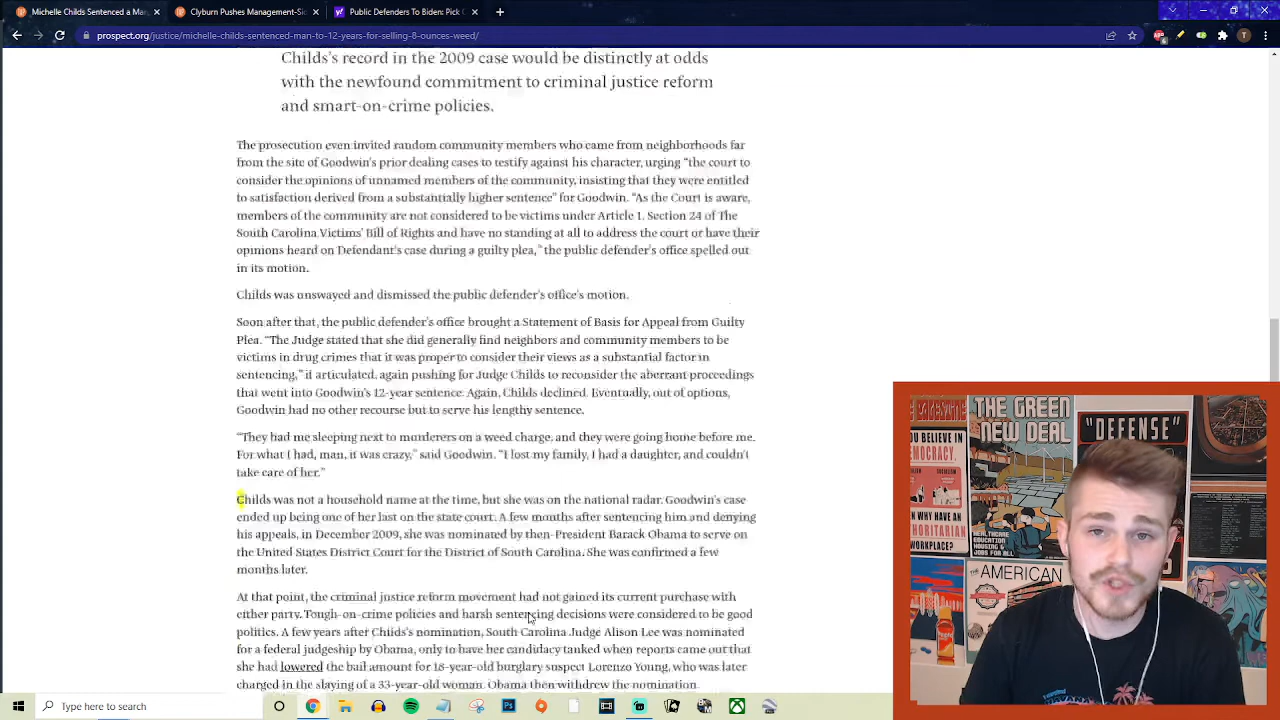 Michelle Childs Sentenced a Mar
Clyburn Pushes Management-Sid
Public Defenders To Biden: Pick C
prospect.org/justice/michelle-childs-sentenced-man-to-12-years-for-selling-8-ounces-weed/
Childs's record in the 2009 case would be distinctly at odds
with the newfound commitment to criminal justice reform
and smart-on-crime policies.
The prosecution even invited random community members who came from neighborhoods far
from the site of Goodwin's prior dealing cases to testify against his character, urging “the court to
consider the opinions of unnamed members of the community, insisting that they were entitled
to satisfaction derived from a substantially higher sentence” for Goodwin. “As the Court is aware,
members of the community are not considered to be victims under Article 1, Section 24 of The
South Carolina Victims' Bill of Rights and have no standing at all to address the court or have their
opinions heard on Defendant's case during a guilty plea,” the public defender's office spelled out
in its motion.
Childs was unswayed and dismissed the public defender's office's motion.
Soon after that, the public defender's office brought a Statement of Basis for Appeal from Guilty
Plea. “The Judge stated that she did generally find neighbors and community members to be
victims in drug crimes that it was proper to consider their views as a substantial factor in
sentencing,” it articulated, again pushing for Judge Childs to reconsider the aberrant proceedings
that went into Goodwin's 12-year sentence. Again, Childs declined. Eventually, out of options,
Goodwin had no other recourse but to serve his lengthy sentence.
“They had me sleeping next to murderers on a weed charge, and they were going home before me.
For what I had, man, it was crazy,” said Goodwin. “I lost my family, I had a daughter, and couldn't
take care of her.”
Childs was not a household name at the time, but she was on the national radar. Goodwin's case
ended up being one of her last on the state court. A few months after sentencing him and denying
his appeals, in December 2009, she was nominated by then-President Barack Obama to serve on
the United States District Court for the District of South Carolina. She was confirmed a few
months later.
At that point, the criminal justice reform movement had not gained its current purchase with
either party. Tough-on-crime policies and harsh sentencing decisions were considered to be good
politics. A few years after Childs's nomination, South Carolina Judge Alison Lee was nominated
for a federal judgeship by Obama, only to have her candidacy tanked when reports came out that
she had lowered the bail amount for 18-year-old burglary suspect Lorenzo Young, who was later
charged in the slaying of a 33-year-old woman. Obama then withdrew the nomination.
THE GREEN
NEW DEAL
"DEFENSE"
YOU BELIEVE IN
DEMOCRACY,
WHY HAVE AN
WORKPLACE?
HEALTHCARE
EDUCATION
HOUSING &
JOBS
THE AMERICAN
Type here to search